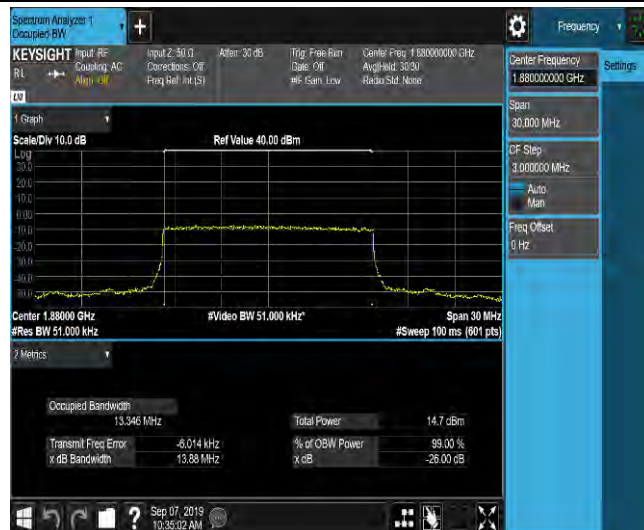 Spectrum Analyzer 1
Occupied BW
Frequency
KEYSIGHT
RL
Input: RF
Coupling: AC
Align: Off
Input Z: 50 Ω
Corrections: Off
Freq Ref: Int (S)
Atten: 30 dB
Trig: Free Run
Gate: Off
#IF Gain: Low
Center Freq: 1.880000000 GHz
Avg|Hold: 30/30
Radio Std: None
Center Frequency
1.880000000 GHz
Settings
Span
30.000 MHz
CF Step
3.000000 MHz
Auto
Man
Freq Offset
0 Hz
1 Graph
Scale/Div 10.0 dB
Ref Value 40.00 dBm
Log
30.0
20.0
10.0
0.00
-10.0
-20.0
-30.0
-40.0
-50.0
Center 1.88000 GHz
#Video BW 51.000 kHz*
Span 30 MHz
#Res BW 51.000 kHz
#Sweep 100 ms (601 pts)
2 Metrics
Occupied Bandwidth
13.346 MHz
Total Power
14.7 dBm
Transmit Freq Error
-6.014 kHz
% of OBW Power
99.00 %
x dB Bandwidth
13.88 MHz
x dB
-26.00 dB
Sep 07, 2019
10:35:02 AM